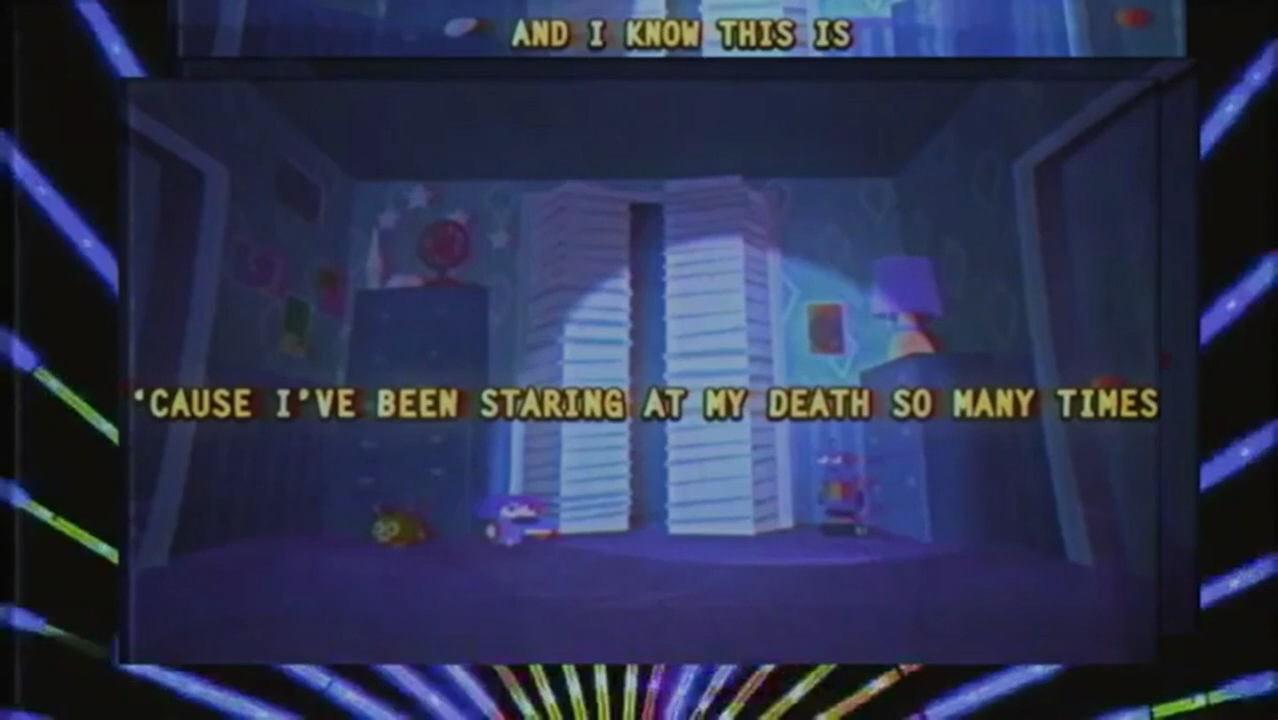 AND I KNOW THIS IS
‘CAUSE I’VE BEEN STARING AT MY DEATH SO MANY TIMES